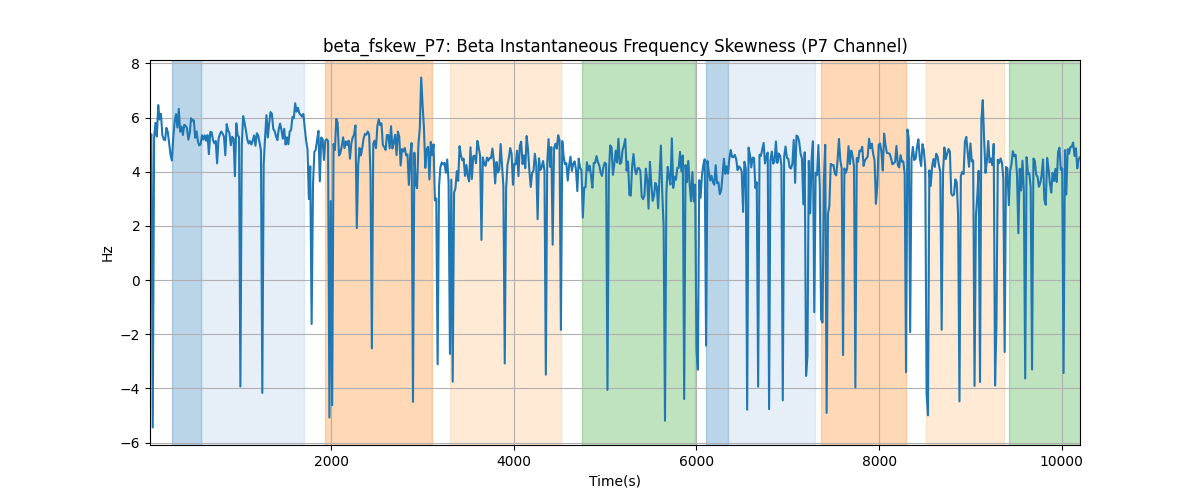 beta_fskew_P7: Beta Instantaneous Frequency Skewness (P7 Channel)
8
6
4
2
0
−2
−4
−6
Hz
2000 4000 6000 8000 10000
Time(s)